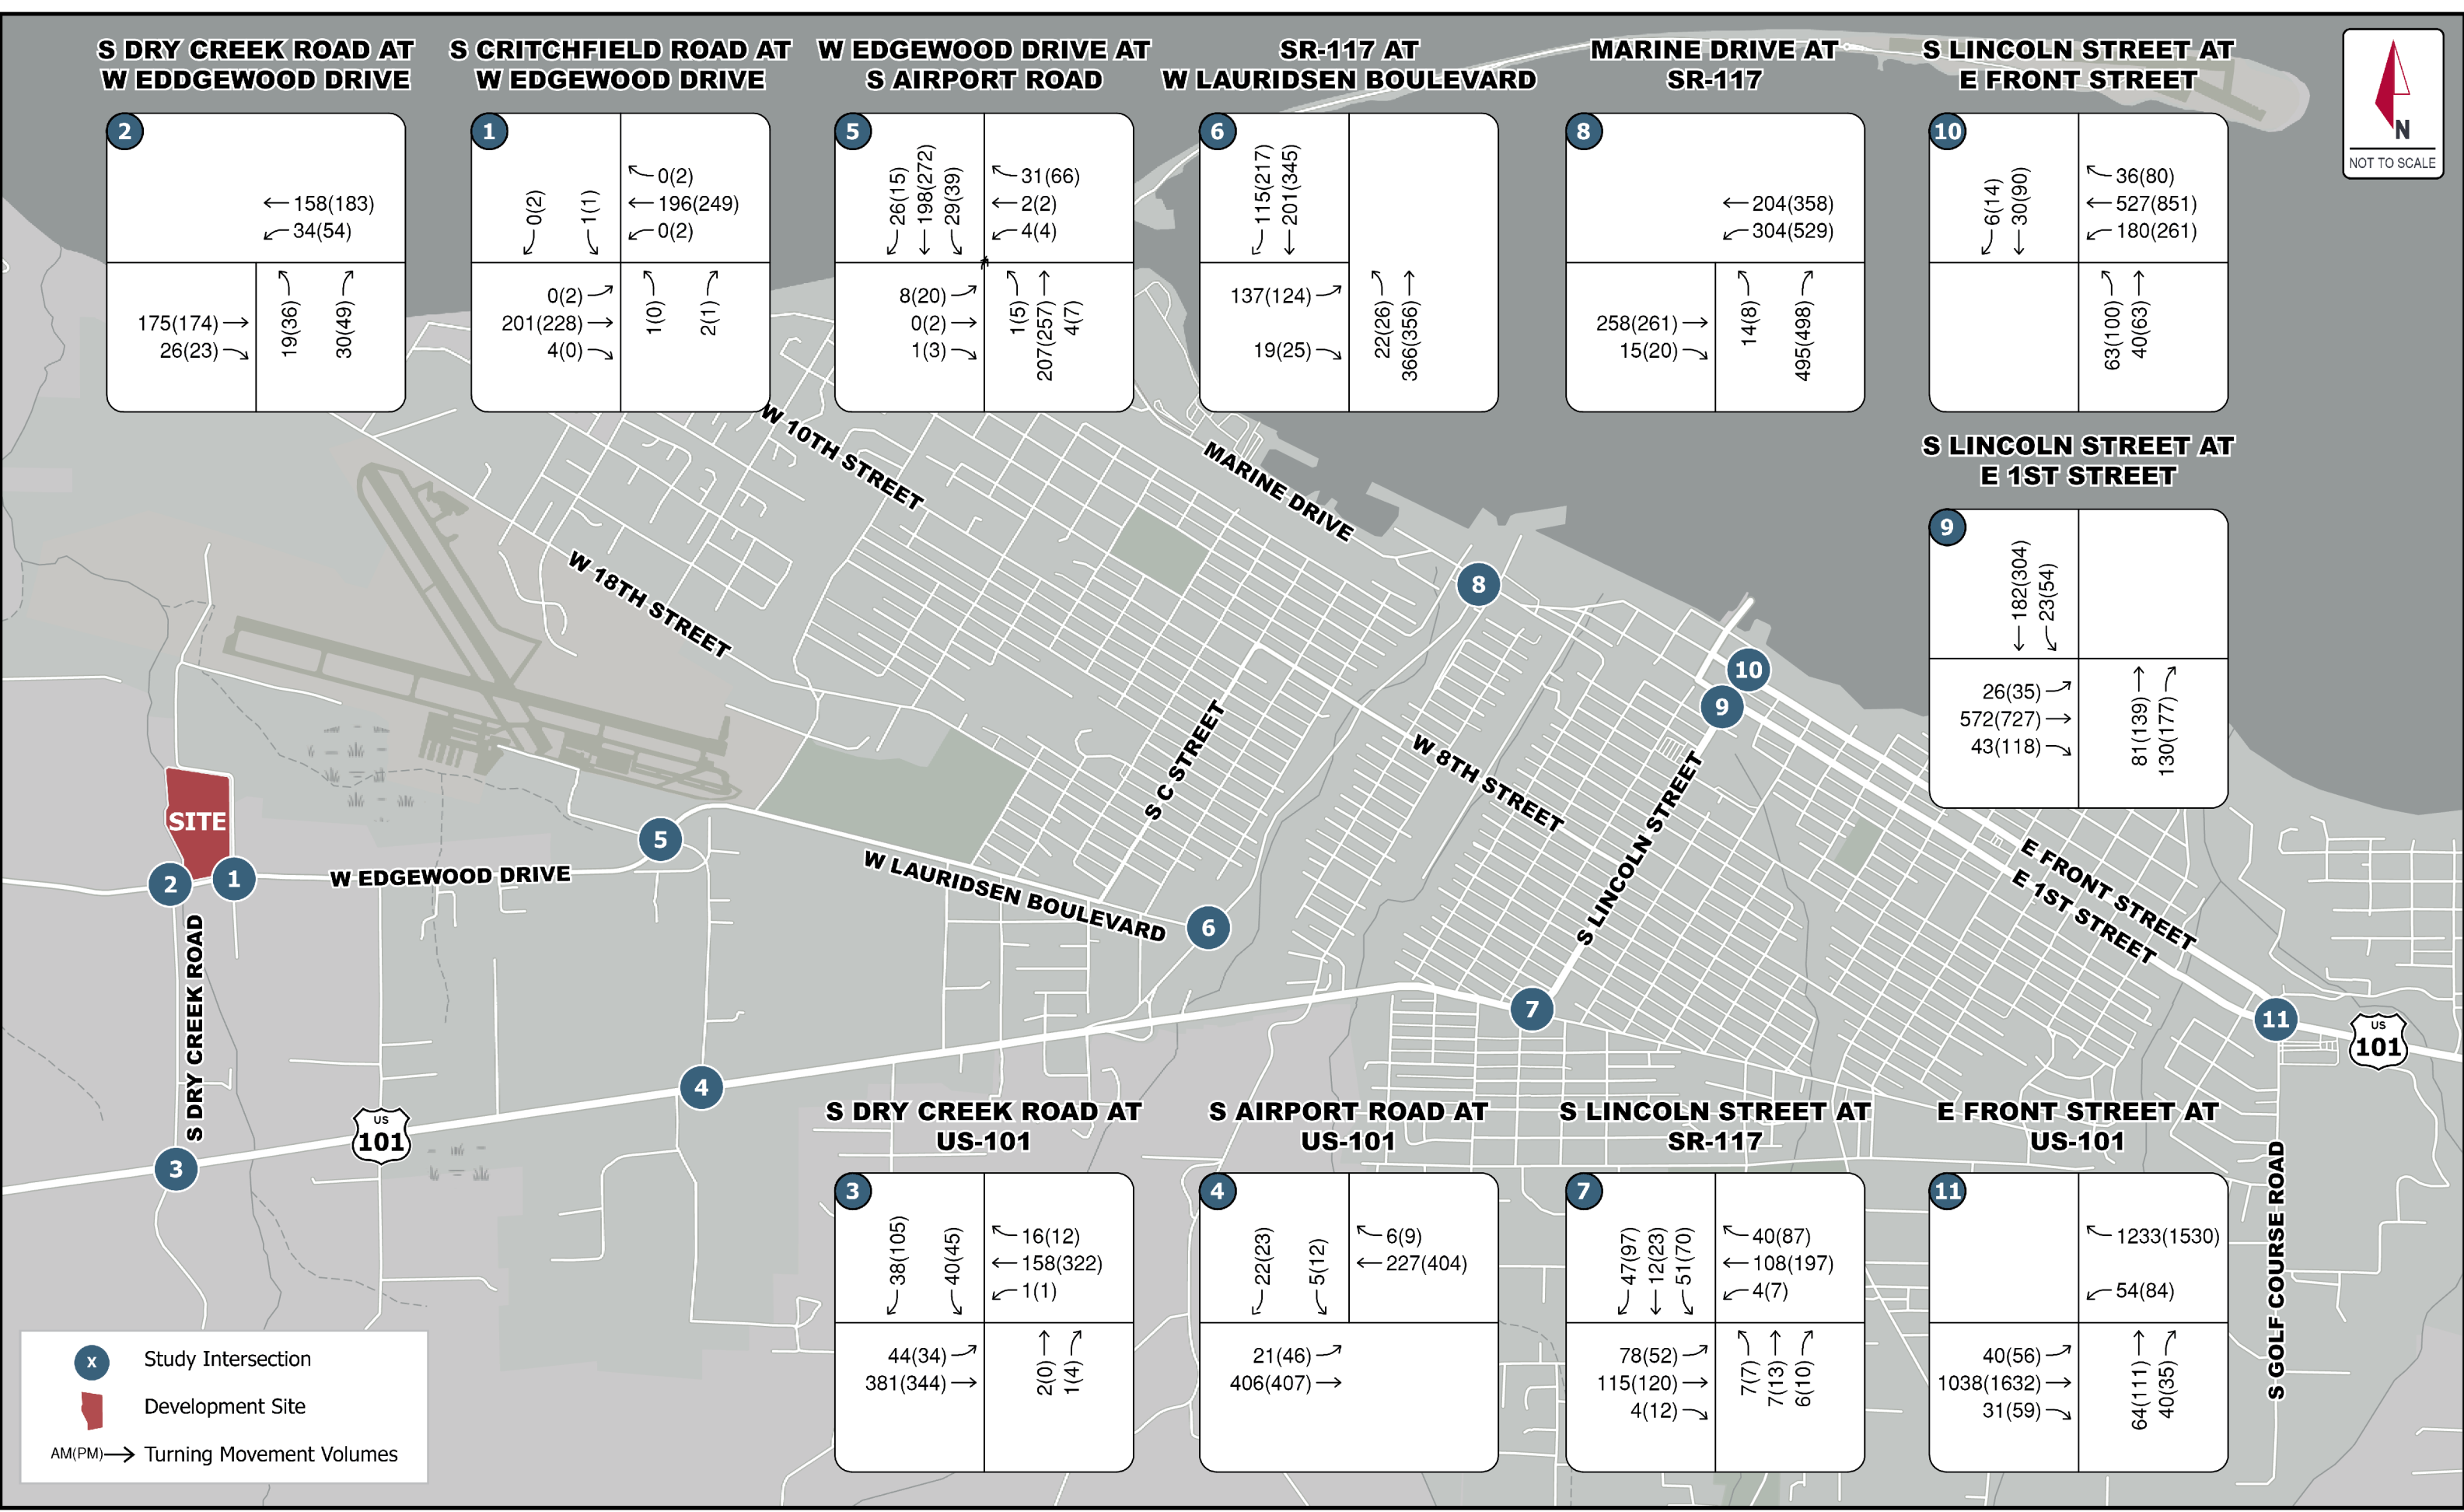 S DRY CREEK ROAD AT
W EDDGEWOOD DRIVE
2
158(183)
34(54)
175(174)
26(23)
19(36)
30(49)
S CRITCHFIELD ROAD AT
W EDGEWOOD DRIVE
1
0(2)
1(1)
0(2)
196(249)
0(2)
0(2)
201(228)
4(0)
1(0)
2(1)
W EDGEWOOD DRIVE AT
S AIRPORT ROAD
5
26(15)
198(272)
29(39)
31(66)
2(2)
4(4)
8(20)
0(2)
1(3)
1(5)
207(257)
4(7)
SR-117 AT
W LAURIDSEN BOULEVARD
6
115(217)
201(345)
137(124)
19(25)
22(26)
366(356)
MARINE DRIVE AT
SR-117
8
204(358)
304(529)
258(261)
15(20)
14(8)
495(498)
S LINCOLN STREET AT
E FRONT STREET
10
6(14)
30(90)
36(80)
527(851)
180(261)
63(100)
40(63)
N
NOT TO SCALE
S LINCOLN STREET AT
E 1ST STREET
9
182(304)
23(54)
26(35)
572(727)
43(118)
81(139)
130(177)
W 10TH STREET
MARINE DRIVE
W 18TH STREET
8
10
9
S C STREET
W 8TH STREET
S LINCOLN STREET
SITE
5
2
1
W EDGEWOOD DRIVE
W LAURIDSEN BOULEVARD
6
E FRONT STREET
E 1ST STREET
7
11
US
101
S DRY CREEK ROAD
4
3
US
101
S GOLF COURSE ROAD
S DRY CREEK ROAD AT
US-101
3
38(105)
40(45)
16(12)
158(322)
1(1)
44(34)
381(344)
2(0)
1(4)
S AIRPORT ROAD AT
US-101
4
22(23)
5(12)
6(9)
227(404)
21(46)
406(407)
S LINCOLN STREET AT
SR-117
7
47(97)
12(23)
51(70)
40(87)
108(197)
4(7)
78(52)
115(120)
4(12)
7(7)
7(13)
6(10)
E FRONT STREET AT
US-101
11
1233(1530)
54(84)
40(56)
1038(1632)
31(59)
64(111)
40(35)
X Study Intersection
Development Site
AM(PM) Turning Movement Volumes